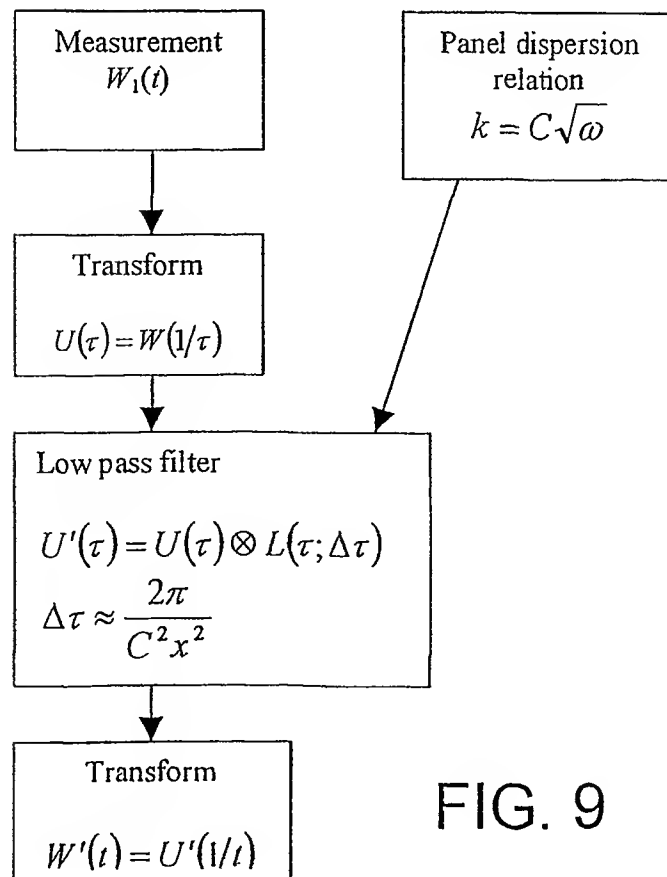 Measurement
W₁(t)
Panel dispersion
relation
k = C√ω
Transform
U(τ) = W(1/τ)
Low pass filter
U'(τ) = U(τ) ⊗ L(τ; Δτ)
Δτ ≈ 2π / C²x²
Transform
W'(t) = U'(1/t)
FIG. 9